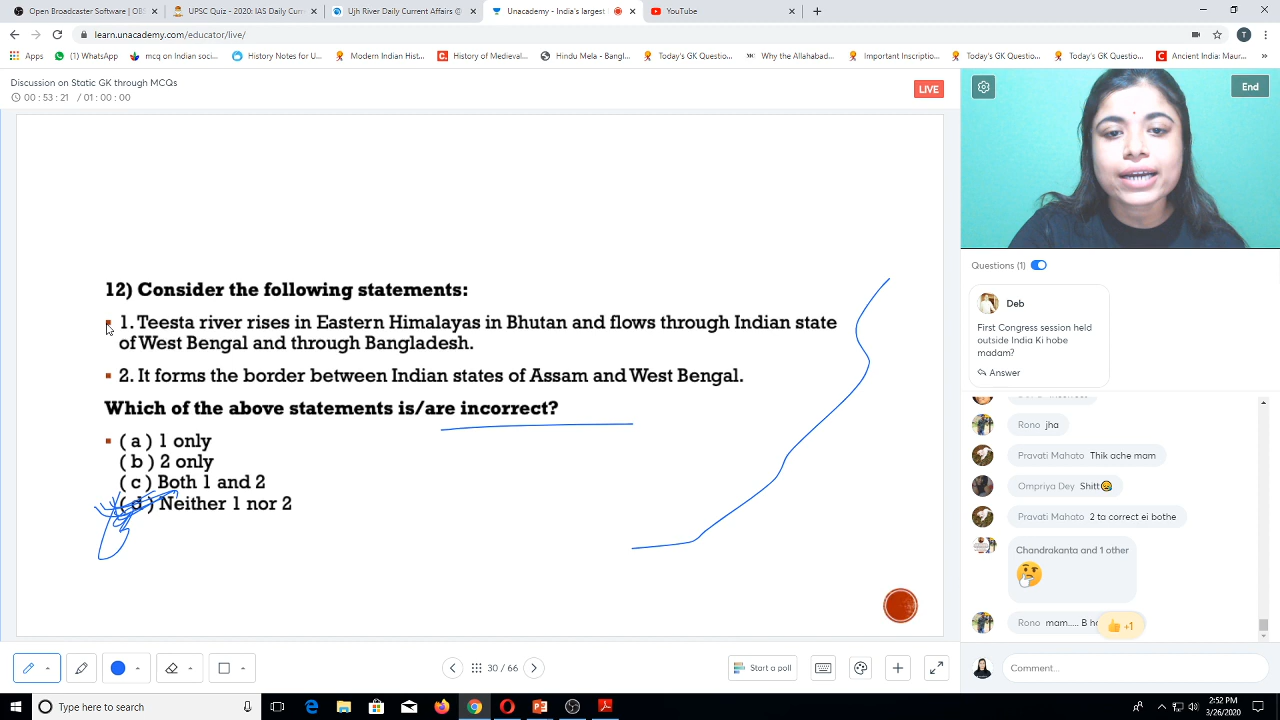 Open Broadcaster Software | OBS
UPSC Quiz - 2020: IAS Daily Curr
Ujh River Daily Current Affairs @
Unacademy - India's largest
YouTube
learn.unacademy.com/educator/live/
T
Apps
(1) WhatsApp
mcq on indian soci...
History Notes for U...
Modern Indian Hist...
History of Medieval...
Hindu Mela - Bangl...
Today's GK Questio...
Why the Allahabad...
Important Inscriptio...
Today's GK Questio...
Today's GK Questio...
Ancient India: Maur...
Discussion on Static GK through MCQs
00 : 53 : 21 / 01 : 00 : 00
LIVE
End
12) Consider the following statements:
1. Teesta river rises in Eastern Himalayas in Bhutan and flows through Indian state
of West Bengal and through Bangladesh.
2. It forms the border between Indian states of Assam and West Bengal.
Which of the above statements is/are incorrect?
( a ) 1 only
( b ) 2 only
( c ) Both 1 and 2
( d ) Neither 1 nor 2
Questions (1)
Deb
First Congress session held
outside India Ki hobe
madam?
Answer
Rono jha
Pravati Mahato Thik ache mam
Ompriya Dey Shitt😂
Pravati Mahato 2 ta correct ei bothe
Chandrakanta and 1 other
🤔
Rono mam..... B
👍 +1
30 / 66
Start a poll
Comment...
Type here to search
2:52 PM
3/26/2020